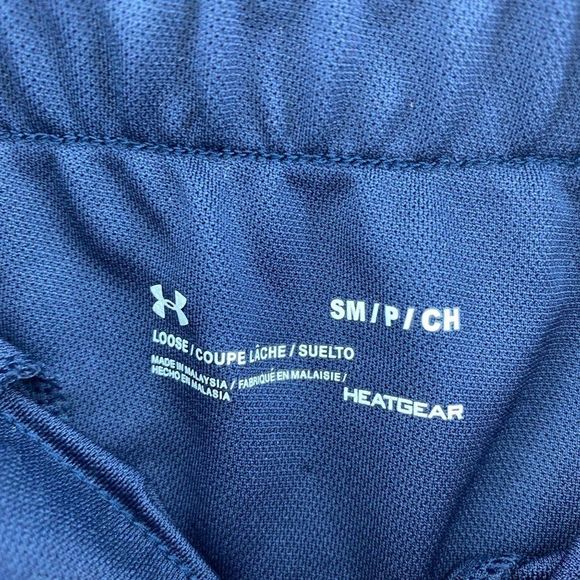 SM/P/CH
LOOSE/COUPE LÂCHE/SUELTO
MADE IN MALAYSIA / FABRIQUÉ EN MALAISIE /
HECHO EN MALASIA
HEATGEAR